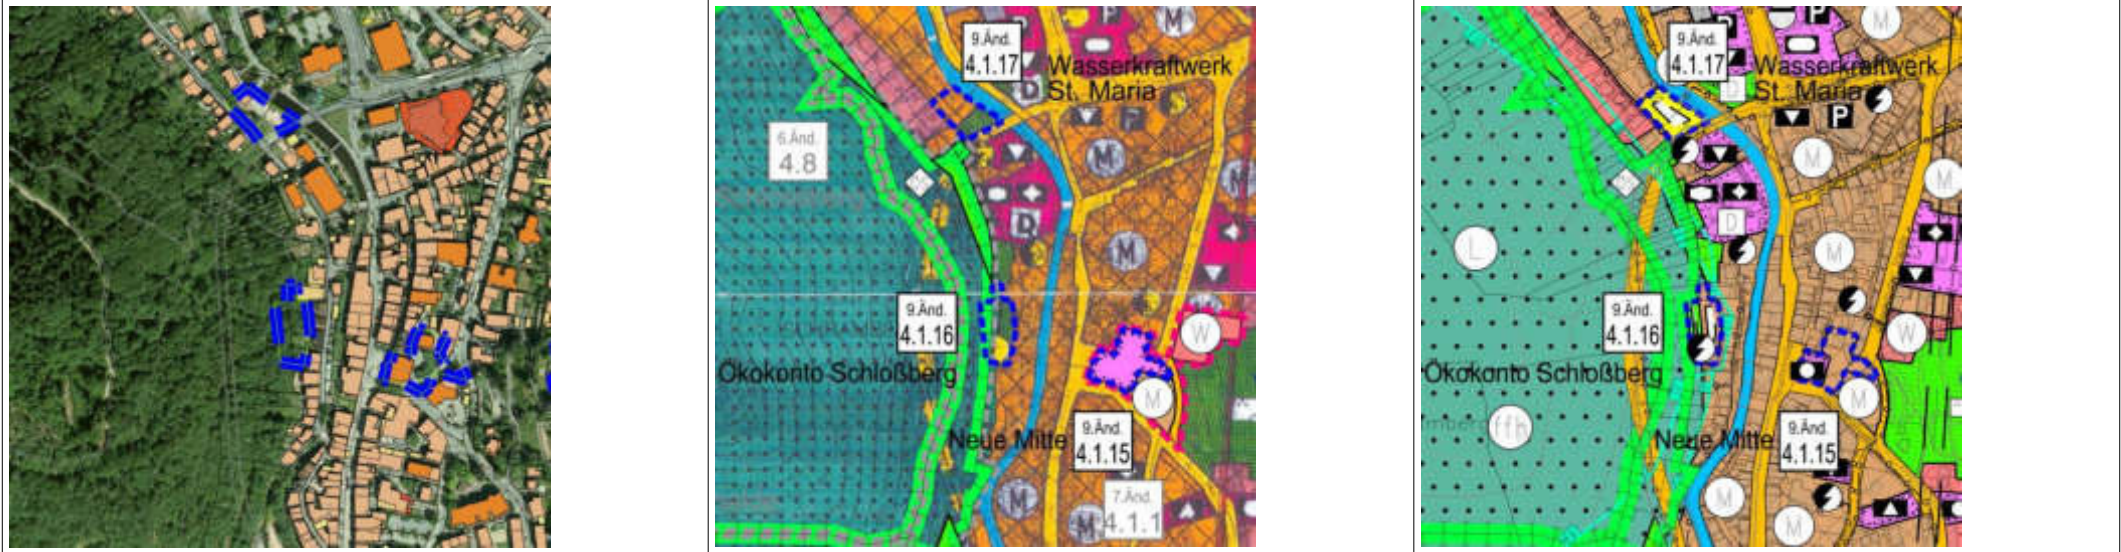 9.Änd.
4.1.17
Wasserkraftwerk
St. Maria
P
M
D
6.Änd.
4.8
P
M
M
D
M
9.Änd.
4.1.16
W
Ökokonto Schloßberg
M
Neue Mitte
9.Änd.
4.1.15
M
M
7.Änd.
4.1.1
9.Änd.
4.1.17
Wasserkraftwerk
St. Maria
P
M
D
P
M
M
L
D
M
9.Änd.
4.1.16
W
Ökokonto Schloßberg
M
ffh
Neue Mitte
9.Änd.
4.1.15
M
M